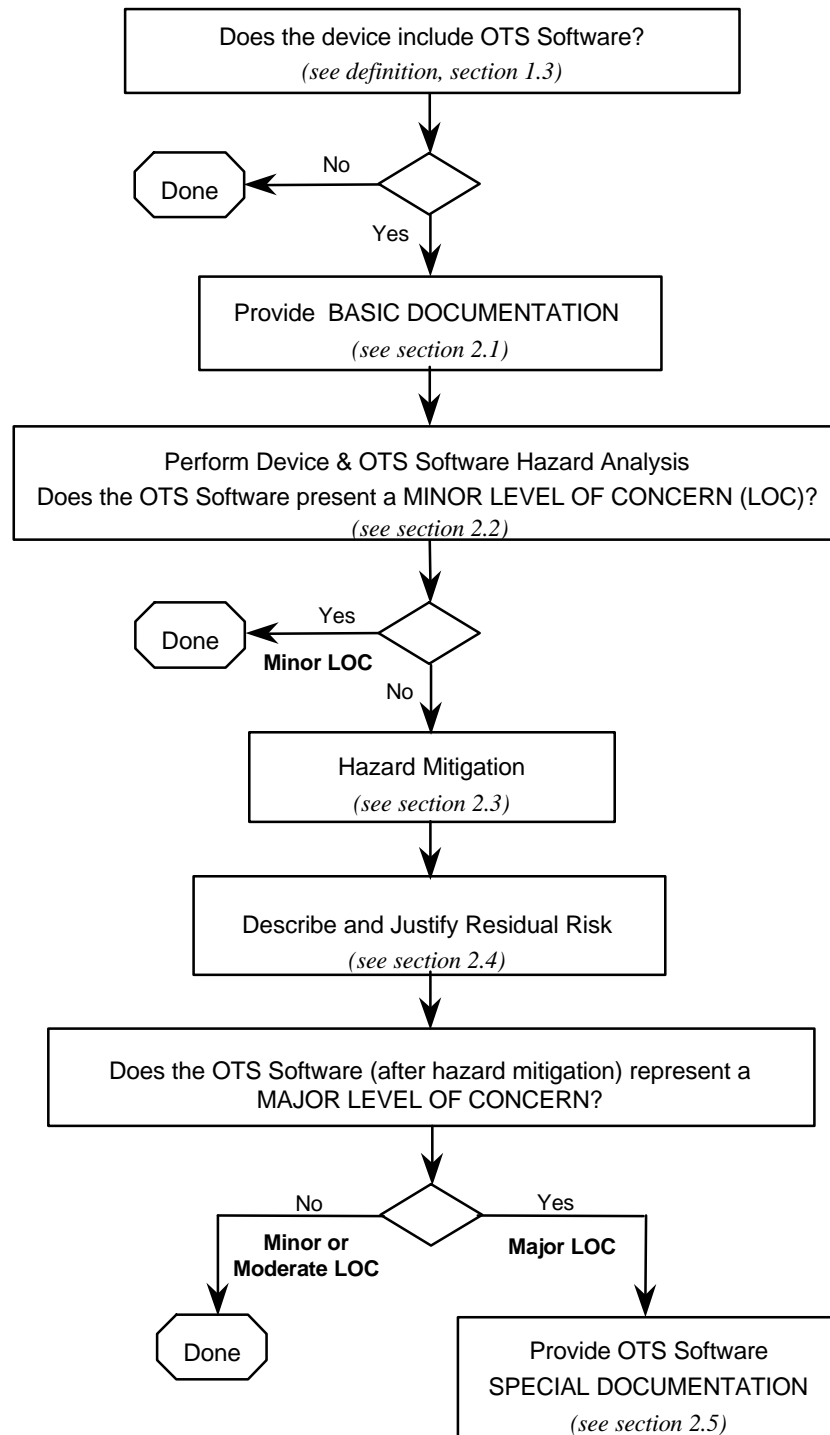 Does the device include OTS Software?
(see definition, section 1.3)
No
Done
Yes
Provide BASIC DOCUMENTATION
(see section 2.1)
Perform Device & OTS Software Hazard Analysis
Does the OTS Software present a MINOR LEVEL OF CONCERN (LOC)?
(see section 2.2)
Yes
Done
Minor LOC
No
Hazard Mitigation
(see section 2.3)
Describe and Justify Residual Risk
(see section 2.4)
Does the OTS Software (after hazard mitigation) represent a
MAJOR LEVEL OF CONCERN?
No
Yes
Minor or
Moderate LOC
Major LOC
Done
Provide OTS Software
SPECIAL DOCUMENTATION
(see section 2.5)